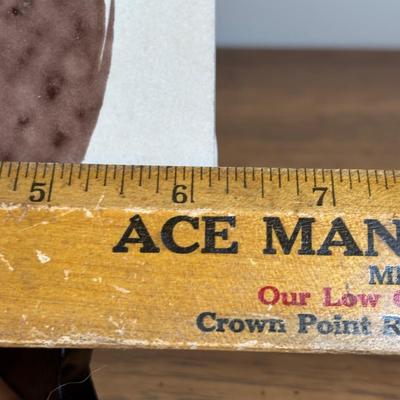 5 6 7
ACE MAN
Our Low
Crown Point R